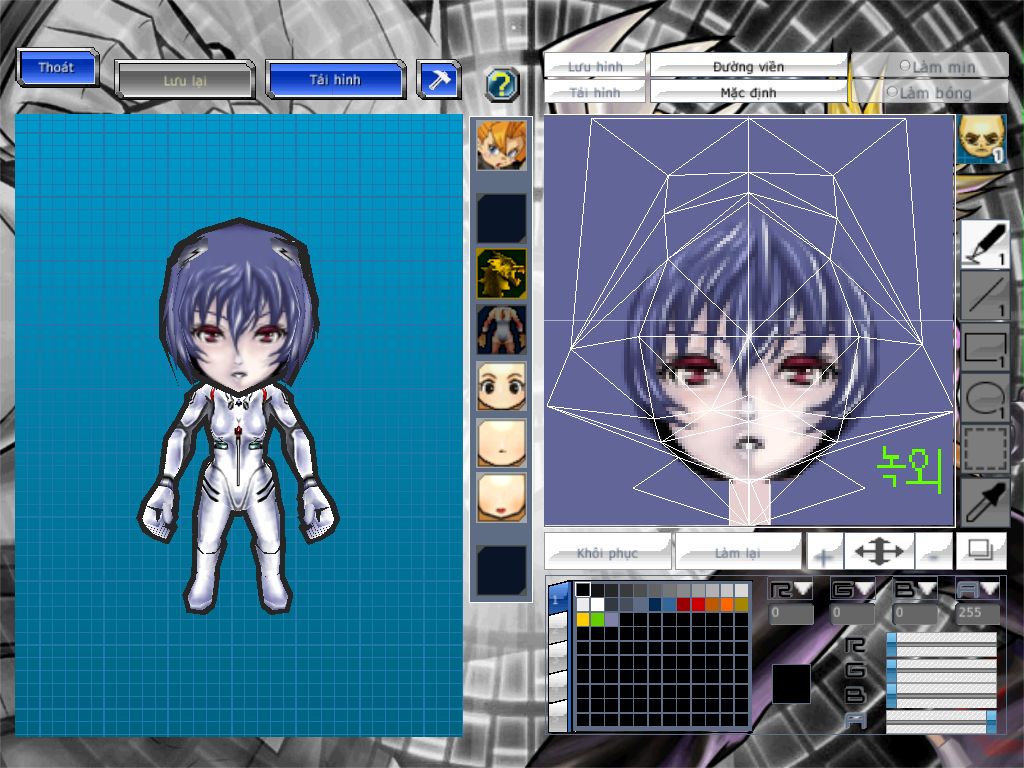 Thoát
Lưu lại
Tải hình
?
Lưu hình
Đường viền
Làm mịn
Tải hình
Mặc định
Làm bóng
1
1
1
1
1
녹외
Khôi phục
Làm lại
+
-
1
R
G
B
A
0
0
0
255
R
G
B
A